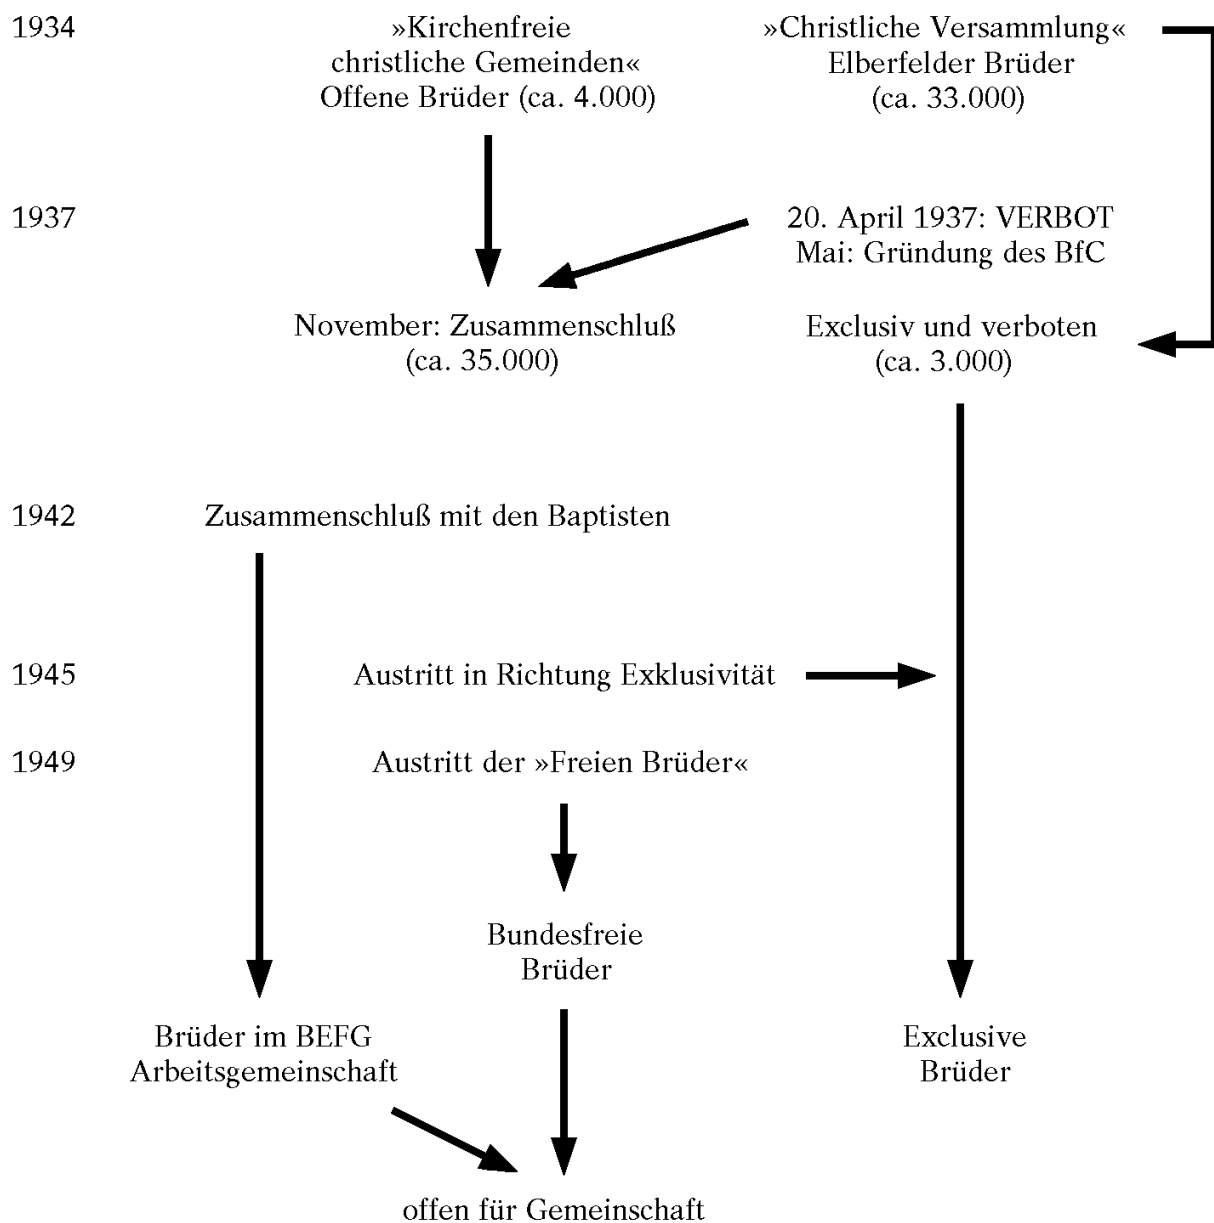 1934
»Kirchenfreie
christliche Gemeinden«
Offene Brüder (ca. 4.000)
»Christliche Versammlung«
Elberfelder Brüder
(ca. 33.000)
1937
20. April 1937: VERBOT
Mai: Gründung des BfC
November: Zusammenschluß
(ca. 35.000)
Exclusiv und verboten
(ca. 3.000)
1942
Zusammenschluß mit den Baptisten
1945
Austritt in Richtung Exklusivität
1949
Austritt der »Freien Brüder«
Bundesfreie
Brüder
Brüder im BEFG
Arbeitsgemeinschaft
Exclusive
Brüder
offen für Gemeinschaft